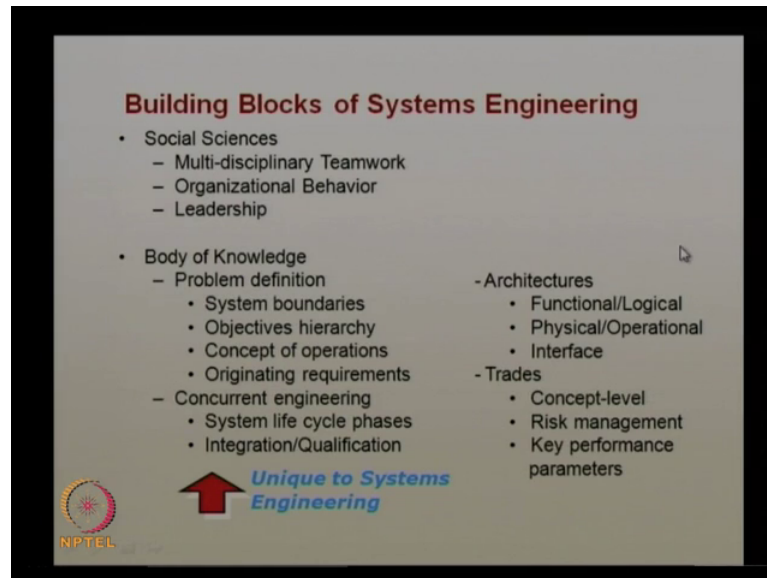 Building Blocks of Systems Engineering
• Social Sciences
– Multi-disciplinary Teamwork
– Organizational Behavior
– Leadership
• Body of Knowledge
– Problem definition
• System boundaries
• Objectives hierarchy
• Concept of operations
• Originating requirements
– Concurrent engineering
• System life cycle phases
• Integration/Qualification
- Architectures
• Functional/Logical
• Physical/Operational
• Interface
- Trades
• Concept-level
• Risk management
• Key performance
parameters
Unique to Systems
Engineering
NPTEL